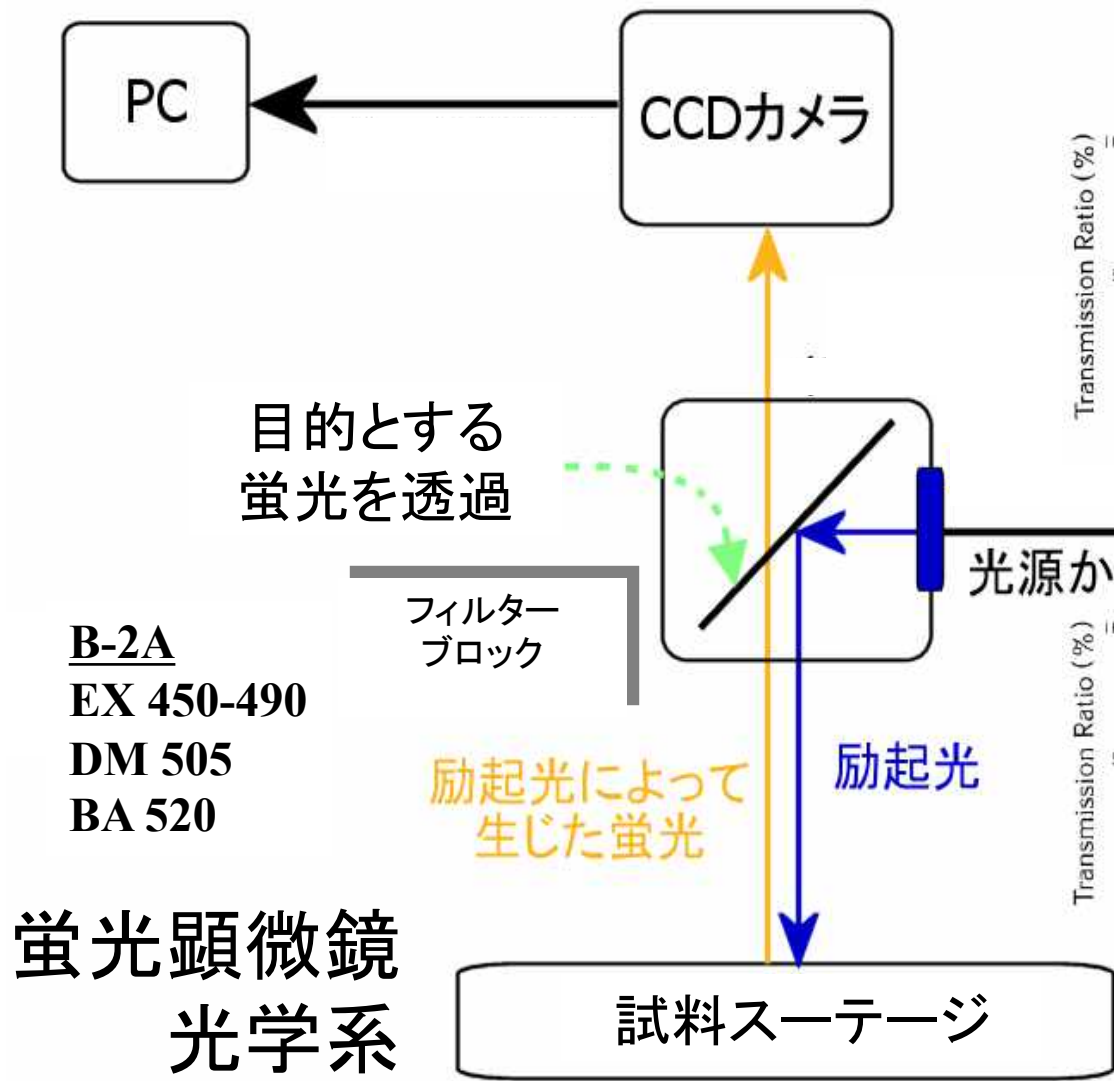 PC
CCDカメラ
Transmission Ratio (%)
目的とする
蛍光を透過
光源か
フィルター
ブロック
B-2A
EX 450-490
DM 505
BA 520
Transmission Ratio (%)
励起光
励起光によって
生じた蛍光
蛍光顕微鏡
光学系
試料スーテージ